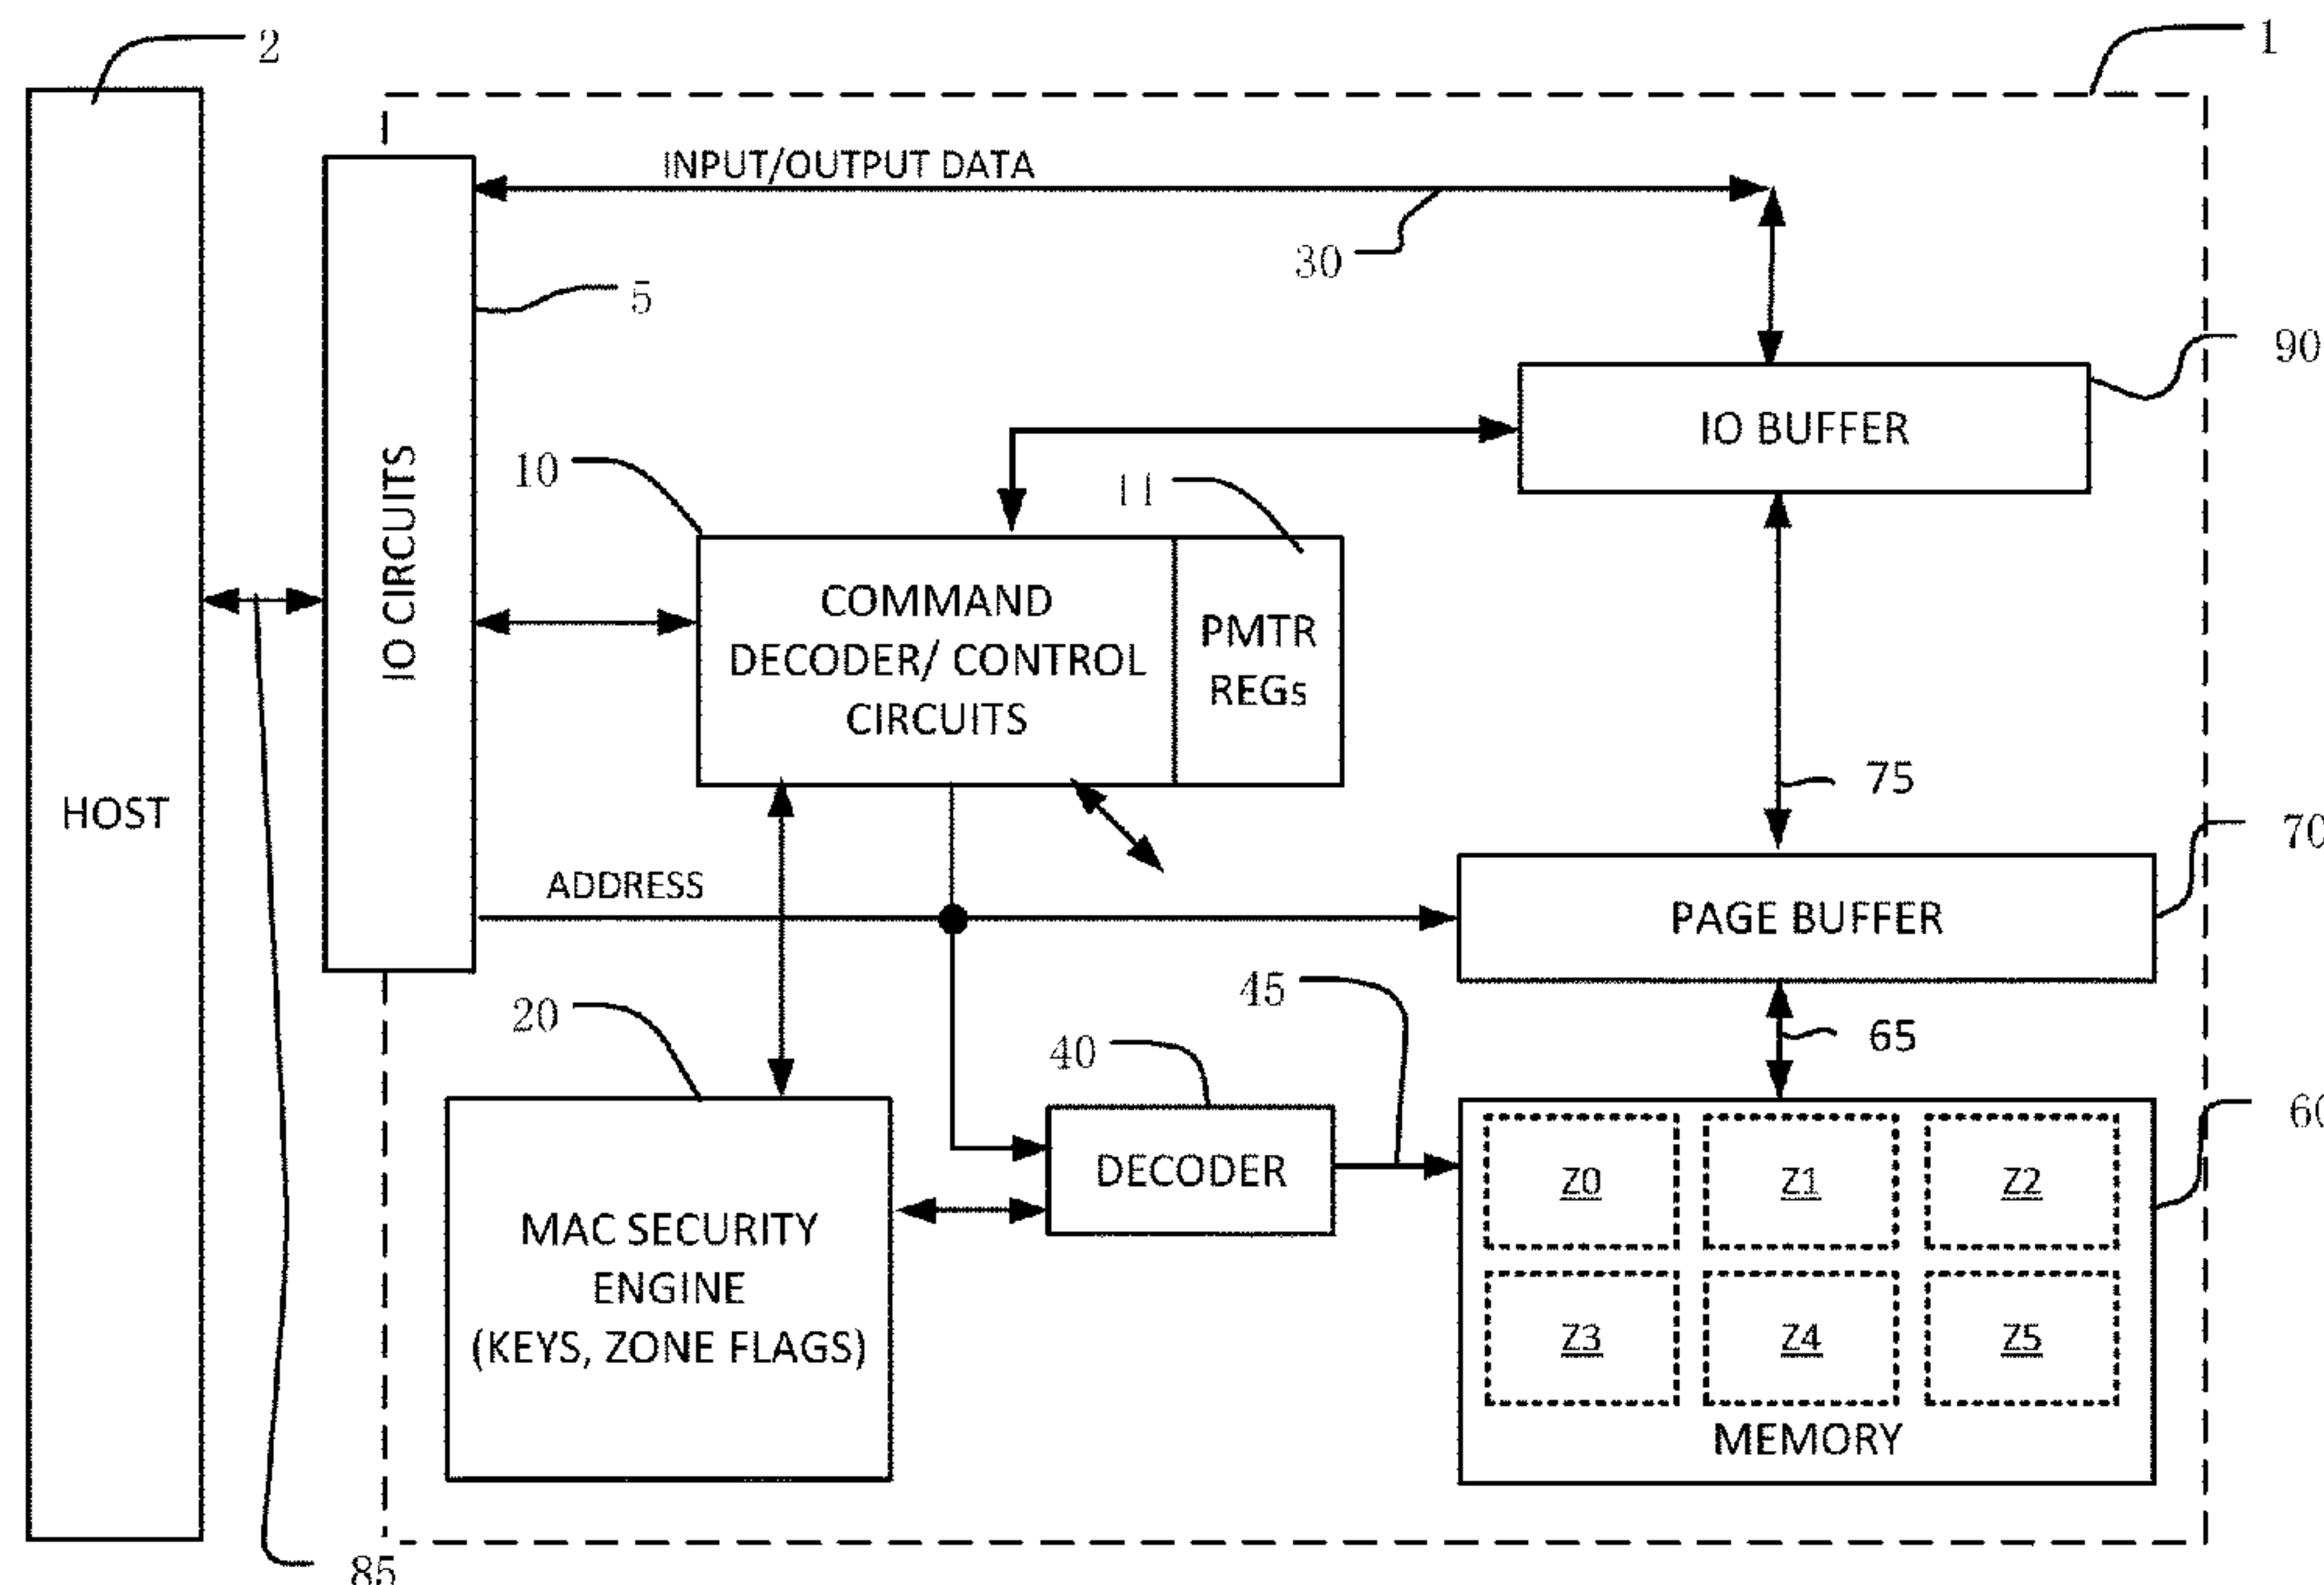 2
1
INPUT/OUTPUT DATA
30
5
90
IO BUFFER
IO CIRCUITS
10
11
COMMAND
DECODER/ CONTROL
CIRCUITS
PMTR
REGs
75
HOST
70
ADDRESS
PAGE BUFFER
45
20
65
40
60
DECODER
Z0
Z1
Z2
MAC SECURITY
ENGINE
(KEYS, ZONE FLAGS)
Z3
Z4
Z5
MEMORY
85